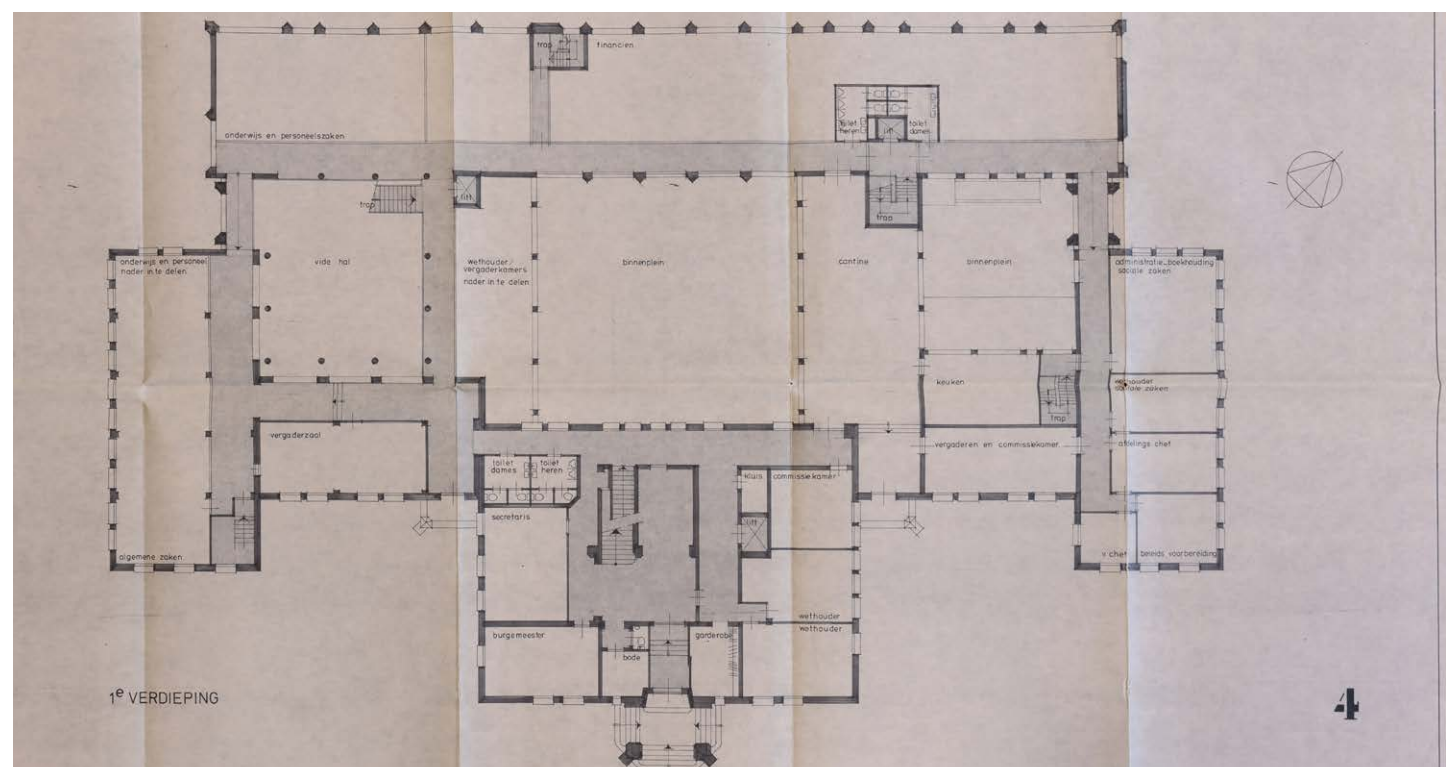 trap
financien
toilet
heren
lift
toilet
dames
onderwijs en personeelszaken
trap
lift
trap
onderwijs en personeel
nader in te delen
vide hal
wethouder/
vergaderkamers
nader in te delen
binnenplein
cantine
binnenplein
administratie_boekhouding
sociale zaken
keuken
trap
wethouder
sociale zaken
vergaderzaal
vergaderen en commissiekamer
afdelings chef
toilet
dames
toilet
heren
kluis
commissiekamer
secretaris
lift
algemene zaken
chef
beleids voorbereiding
wethouder
wethouder
burgemeester
garderobe
bode
1e VERDIEPING
4